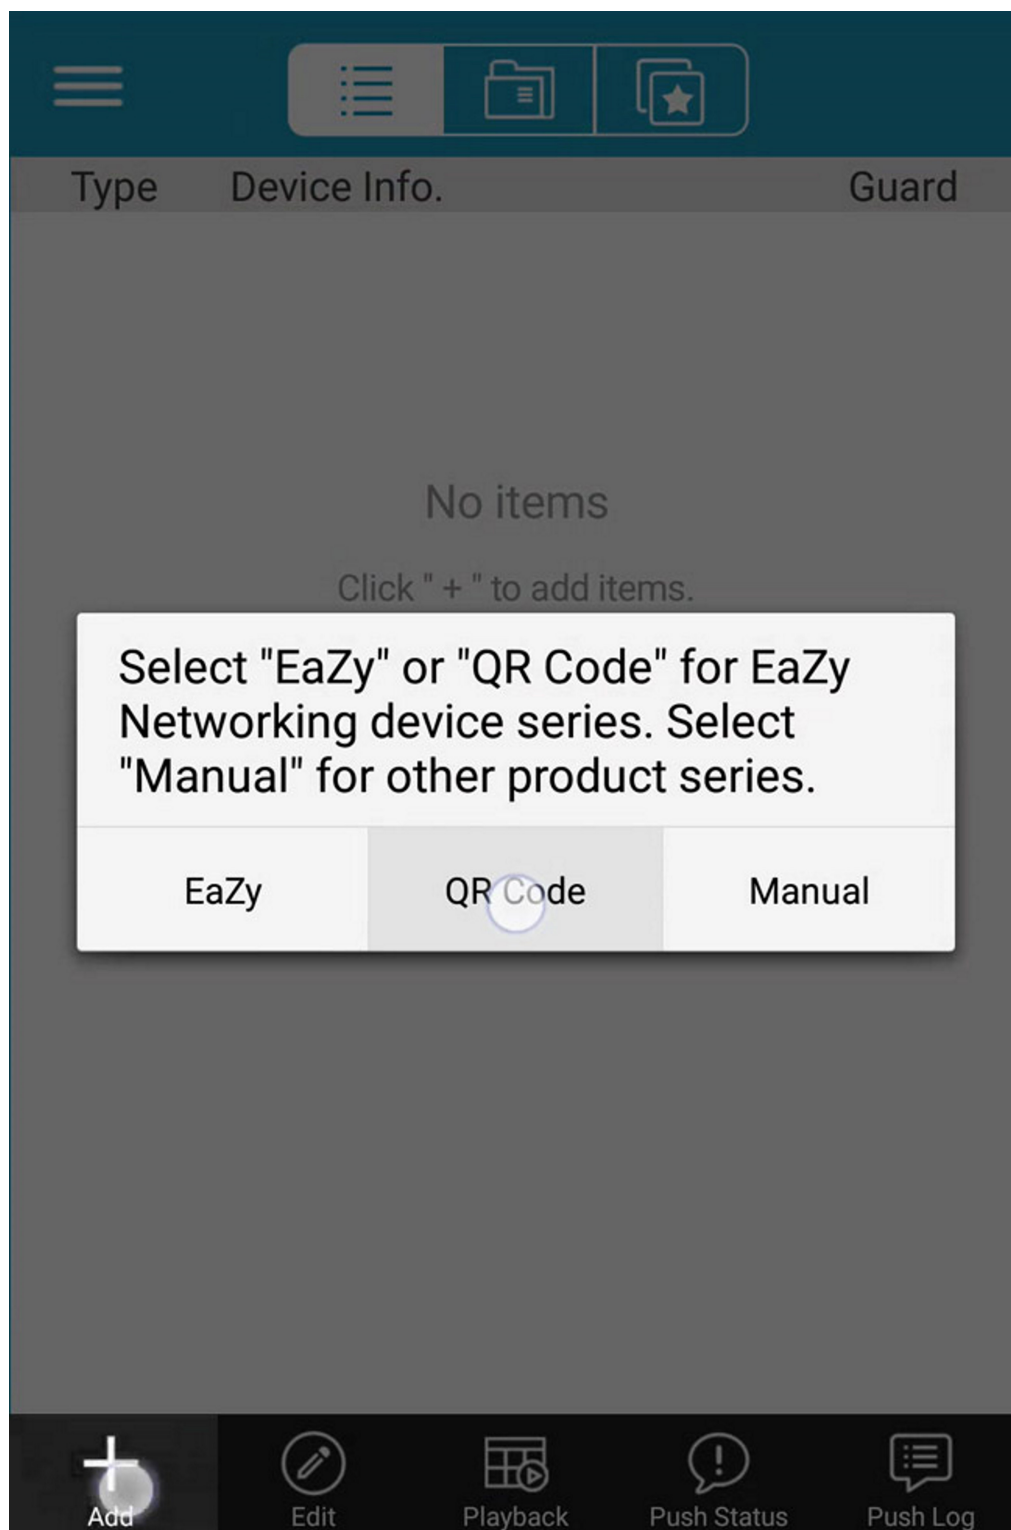 Type Device Info. Guard
No items
Click " + " to add items.
Select "EaZy" or "QR Code" for EaZy
Networking device series. Select
"Manual" for other product series.
EaZy QR Code Manual
Add Edit Playback Push Status Push Log